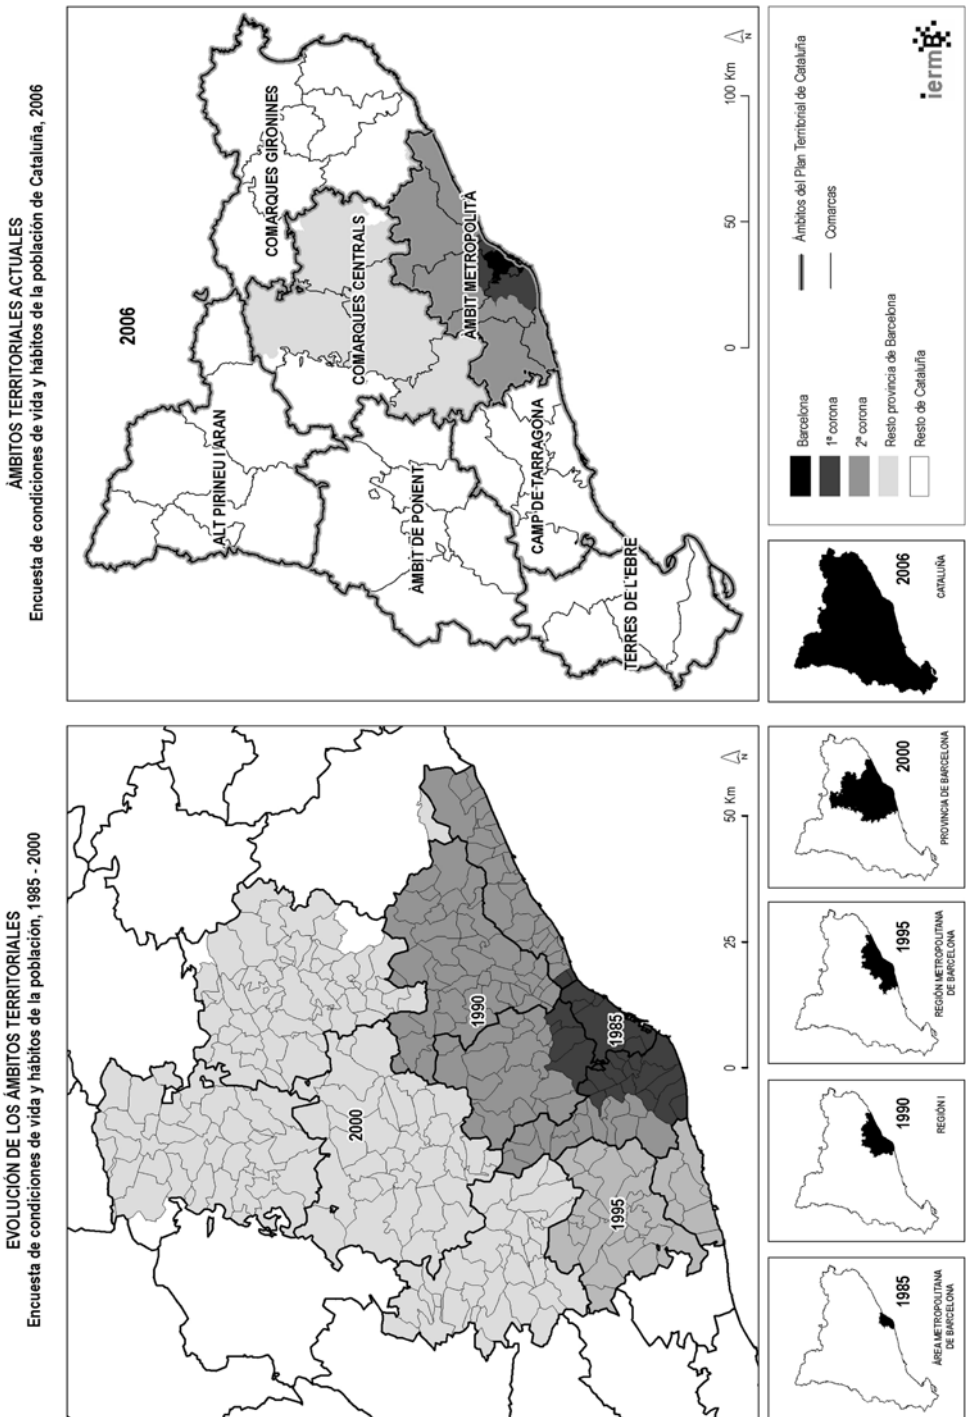 EVOLUCIÓN DE LOS ÁMBITOS TERRITORIALES
Encuesta de condiciones de vida y hábitos de la población, 1985 - 2000
2000
1990
1985
1995
0
25
50 Km
N
1985
ÀREA METROPOLITANA
DE BARCELONA
1990
REGIÓN I
1995
REGIÓN METROPOLITANA
DE BARCELONA
2000
PROVINCIA DE BARCELONA
ÀMBITOS TERRITORIALES ACTUALES
Encuesta de condiciones de vida y hábitos de la población de Cataluña, 2006
2006
ALT PIRINEU I ARAN
COMARQUES GIRONINES
COMARQUES CENTRALS
ÀMBIT METROPOLITÀ
ÀMBIT DE PONENT
CAMP DE TARRAGONA
TERRES DE L'EBRE
0
50
100 Km
N
2006
CATALUÑA
Barcelona
1ª corona
2ª corona
Resto provincia de Barcelona
Resto de Cataluña
Ámbitos del Plan Territorial de Cataluña
Comarcas
iermB